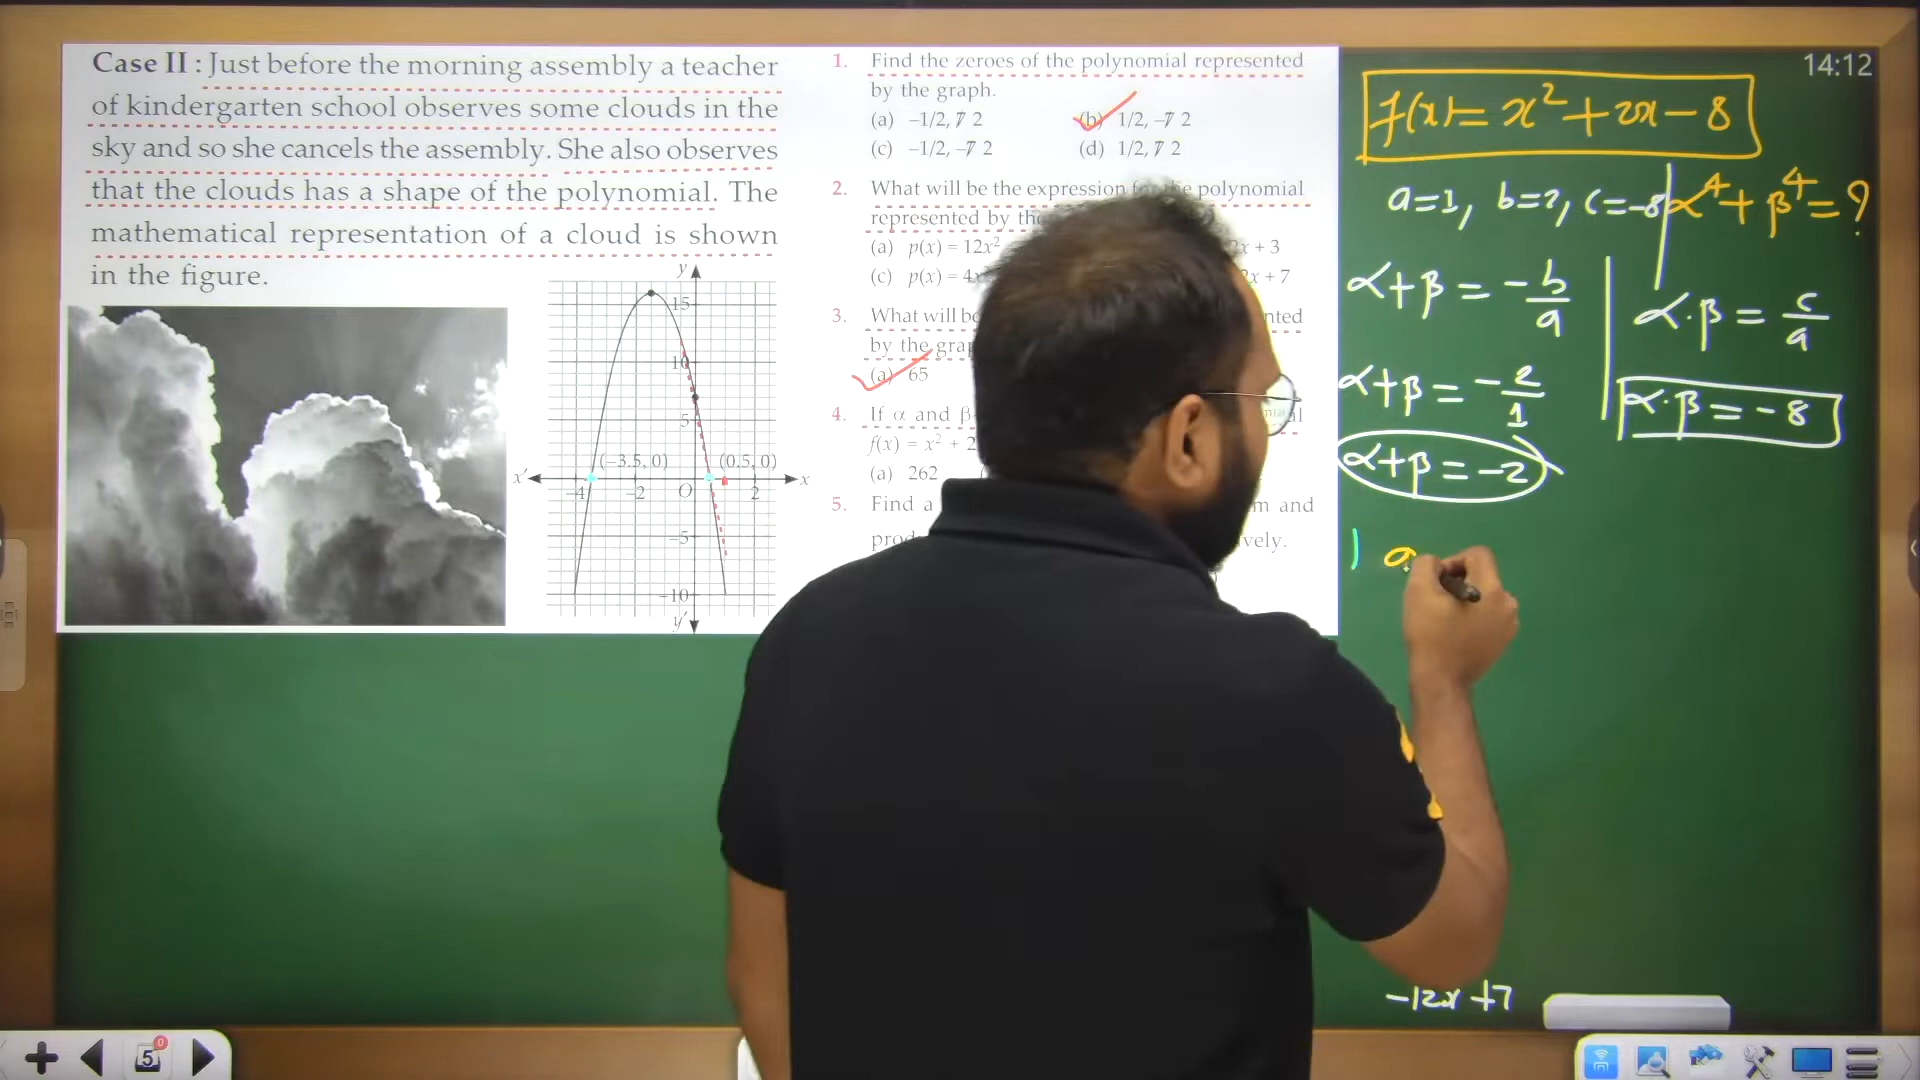 Case II : Just before the morning assembly a teacher
of kindergarten school observes some clouds in the
sky and so she cancels the assembly. She also observes
that the clouds has a shape of the polynomial. The
mathematical representation of a cloud is shown
in the figure.
y
15
10
5
(–3.5, 0) (0.5, 0)
x′ –4 –2 O 2 x
–5
–10
y′
1. Find the zeroes of the polynomial represented
by the graph.
(a) –1/2, 7 2 (b) 1/2, –7 2
(c) –1/2, –7 2 (d) 1/2, 7 2
2. What will be the expression for the polynomial
represented by the
(a) p(x) = 12x² 2x + 3
(c) p(x) = 4x x + 7
3. What will be
by the
(a) 65
4. If α and β
f(x) = x² + 2
(a) 262
5. Find a and
14:12
f(x) = x² + 2x – 8
a=1, b=2, c=-8 α⁴ + β⁴ = ?
α+β = -b/a α·β = c/a
α+β = -2/1 α·β = -8
α+β = -2
-12x +7
5 0